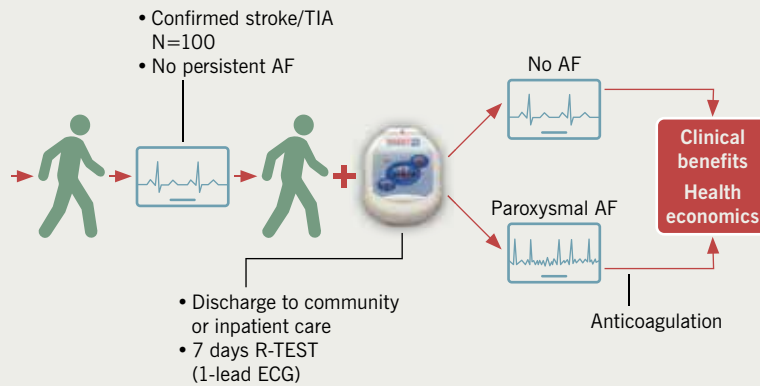 • Confirmed stroke/TIA
N=100
• No persistent AF
No AF
Clinical
benefits
Health
economics
Paroxysmal AF
• Discharge to community
or inpatient care
• 7 days R-TEST
(1-lead ECG)
Anticoagulation